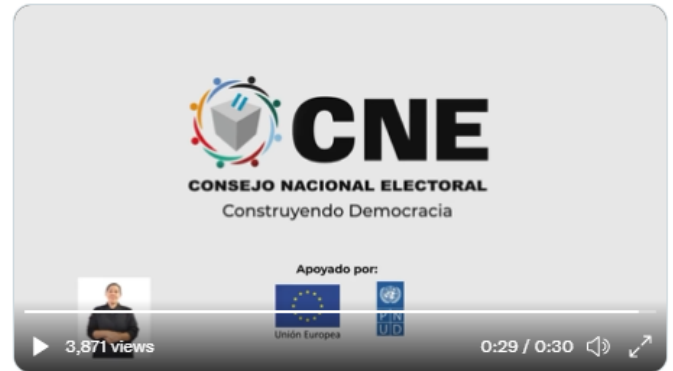 CNE
CONSEJO NACIONAL ELECTORAL
Construyendo Democracia
Apoyado por:
Unión Europea
P N
U D
3,871 views
0:29 / 0:30